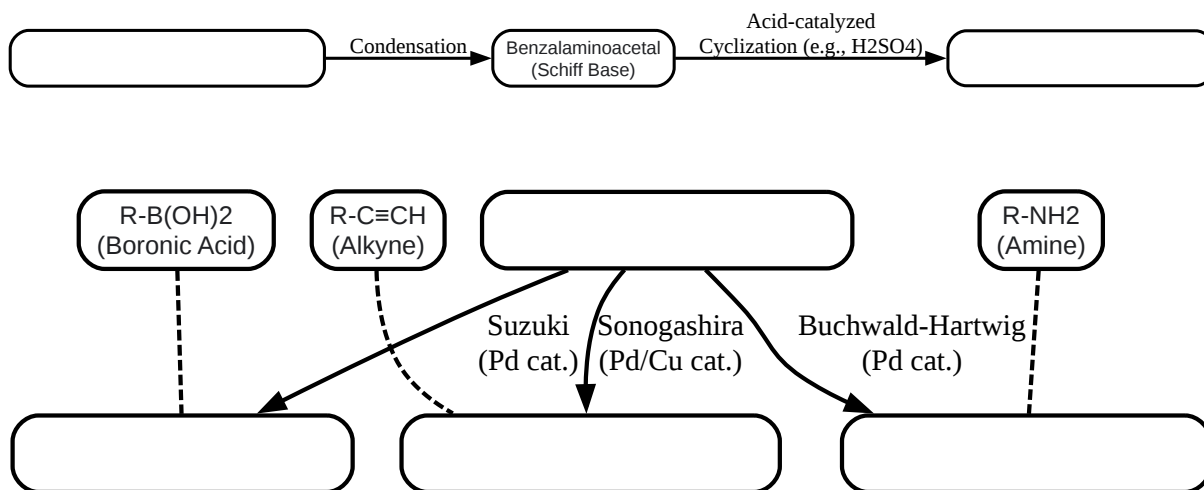 Condensation
Benzalaminoacetal
(Schiff Base)
Acid-catalyzed
Cyclization (e.g., H2SO4)
R-B(OH)2
(Boronic Acid)
R-C≡CH
(Alkyne)
R-NH2
(Amine)
Suzuki
(Pd cat.)
Sonogashira
(Pd/Cu cat.)
Buchwald-Hartwig
(Pd cat.)